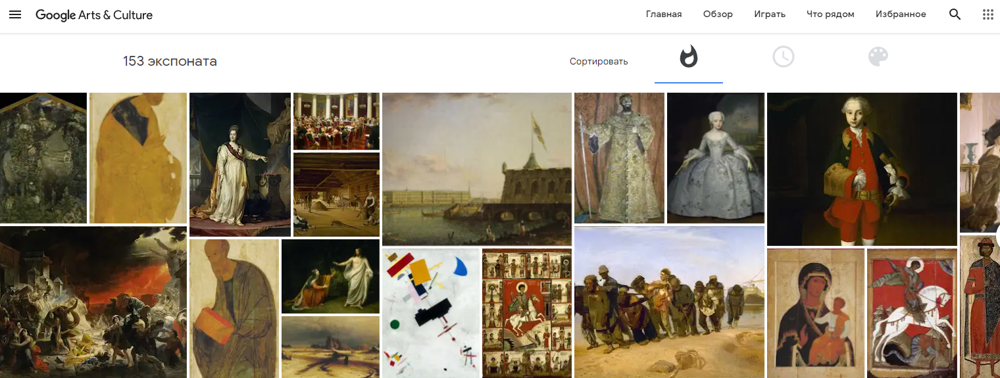 Google Arts & Culture
Главная Обзор Играть Что рядом Избранное
153 экспоната
Сортировать